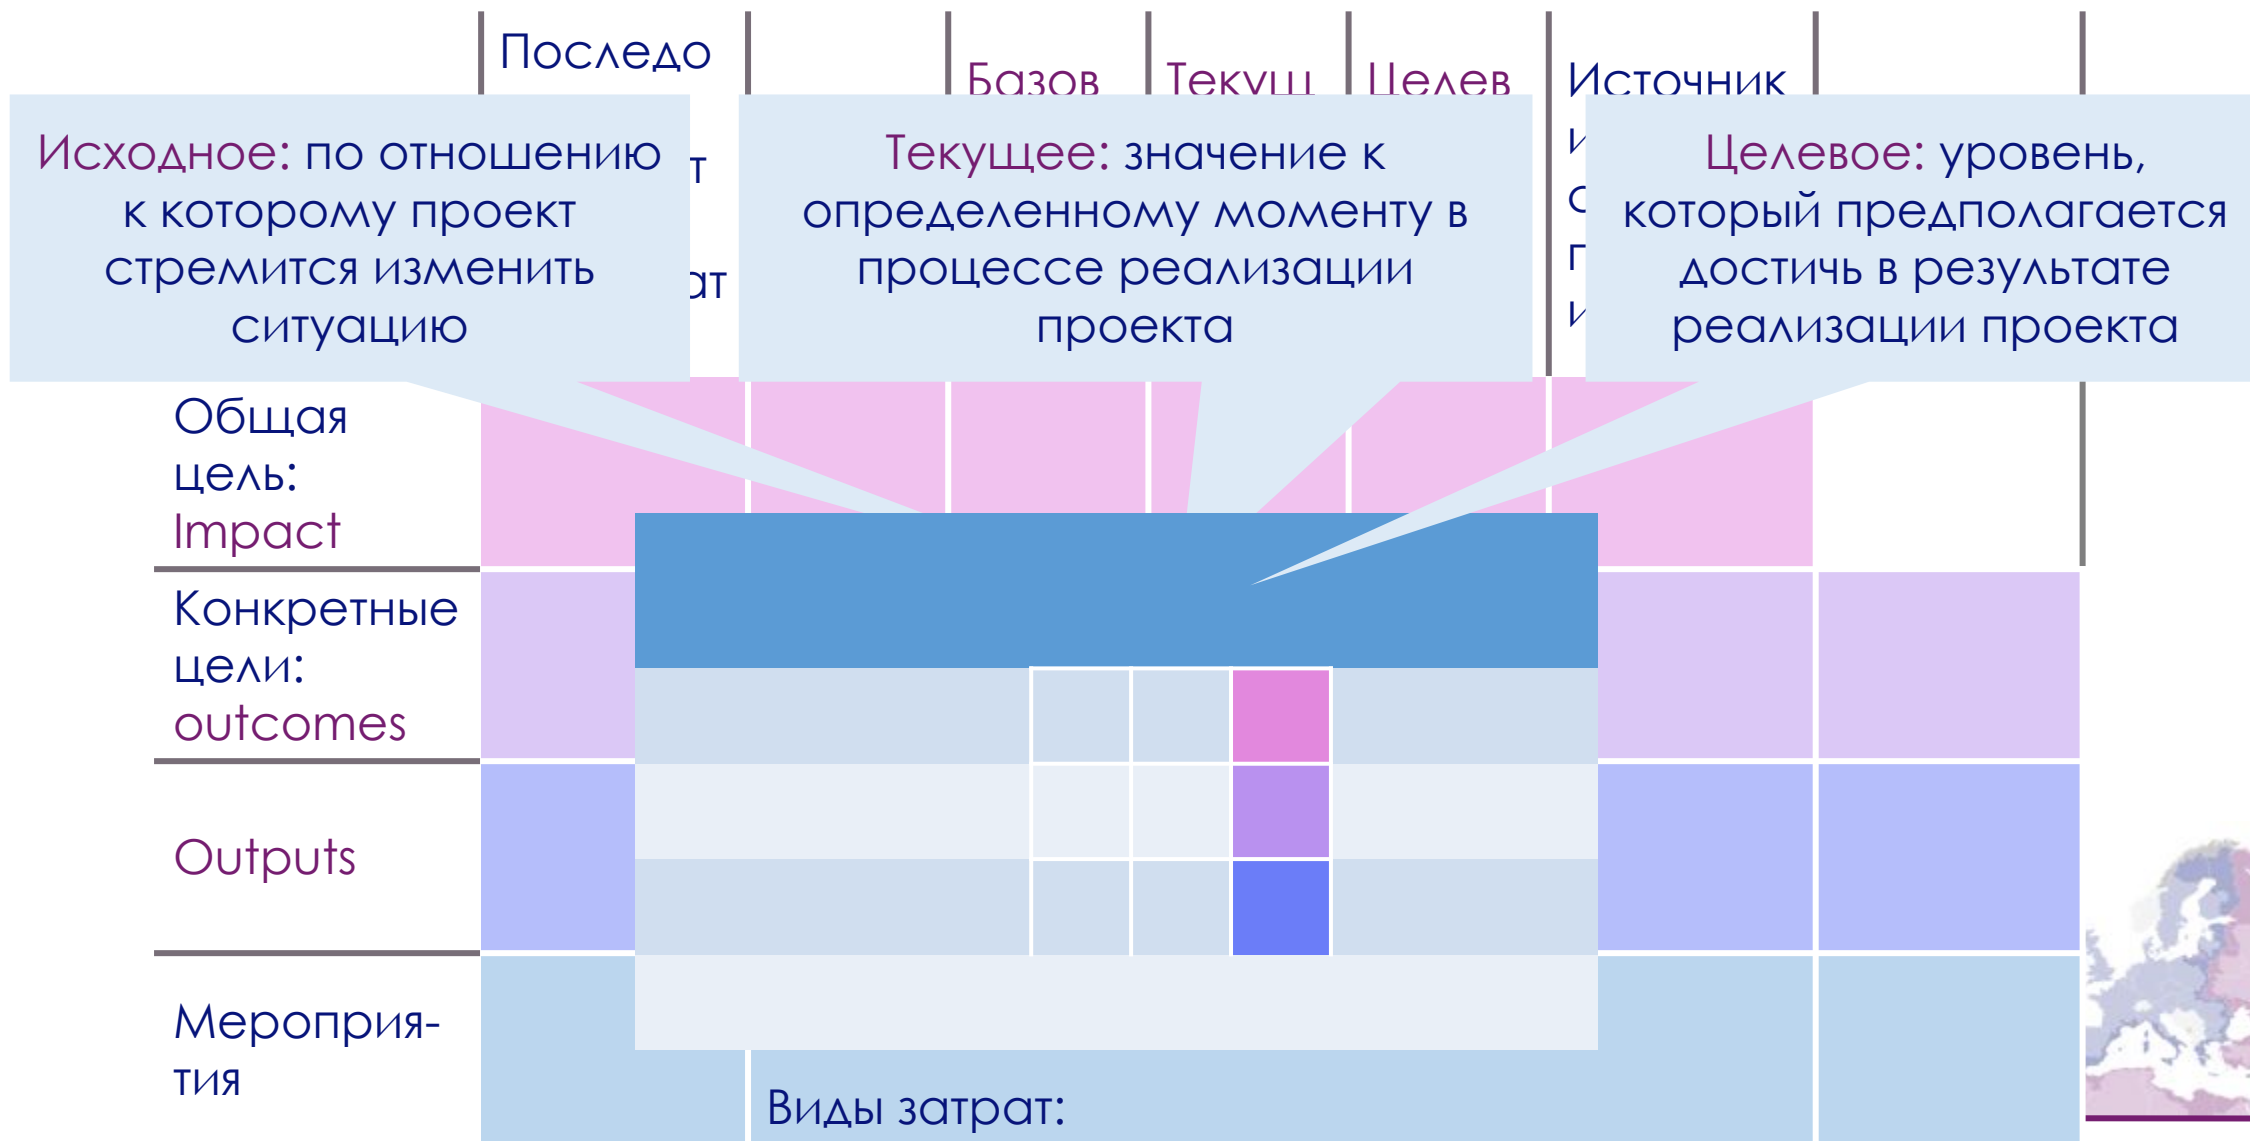 Последо
Базов
Текущ
Целев
Источник
Исходное: по отношению
к которому проект
стремится изменить
ситуацию
т
ат
Текущее: значение к
определенному моменту в
процессе реализации
проекта
Целевое: уровень,
который предполагается
достичь в результате
реализации проекта
Общая
цель:
Impact
Конкретные
цели:
outcomes
Outputs
Мероприя-
тия
Виды затрат: